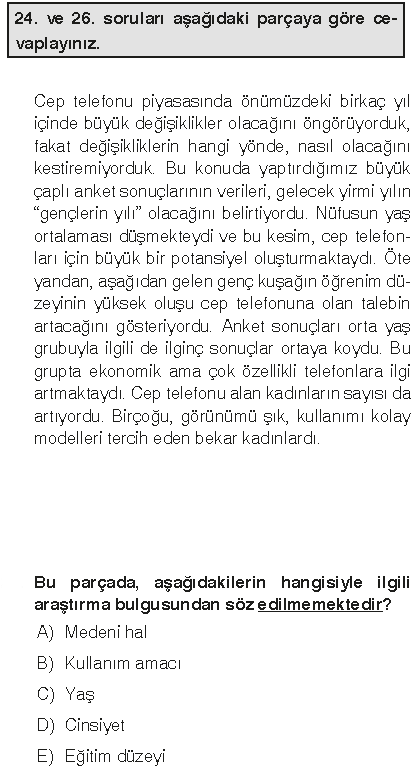 24. ve 26. soruları aşağıdaki parçaya göre ce-
vaplayınız.
Cep telefonu piyasasında önümüzdeki birkaç yıl
içinde büyük değişiklikler olacağını öngörüyorduk,
fakat değişikliklerin hangi yönde, nasıl olacağını
kestiremiyorduk. Bu konuda yaptırdığımız büyük
çaplı anket sonuçlarının verileri, gelecek yirmi yılın
"gençlerin yılı" olacağını belirtiyordu. Nüfusun yaş
ortalaması düşmekteydi ve bu kesim, cep telefon-
ları için büyük bir potansiyel oluşturmaktaydı. Öte
yandan, aşağıdan gelen genç kuşağın öğrenim dü-
zeyinin yüksek oluşu cep telefonuna olan talebin
artacağını gösteriyordu. Anket sonuçları orta yaş
grubuyla ilgili de ilginç sonuçlar ortaya koydu. Bu
grupta ekonomik ama çok özellikli telefonlara ilgi
artmaktaydı. Cep telefonu alan kadınların sayısı da
artıyordu. Birçoğu, görünümü şık, kullanımı kolay
modelleri tercih eden bekar kadınlardı.
Bu parçada, aşağıdakilerin hangisiyle ilgili
araştırma bulgusundan söz edilmemektedir?
A) Medeni hal
B) Kullanım amacı
C) Yaş
D) Cinsiyet
E) Eğitim düzeyi